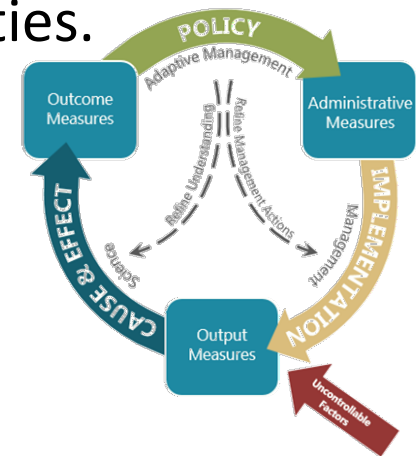 ties.
POLICY
Adaptive Management
Outcome
Measures
Administrative
Measures
Refine Understanding
Refine Management Actions
Science
Management
CAUSE & EFFECT
IMPLEMENTATION
Output
Measures
Uncontrollable
Factors